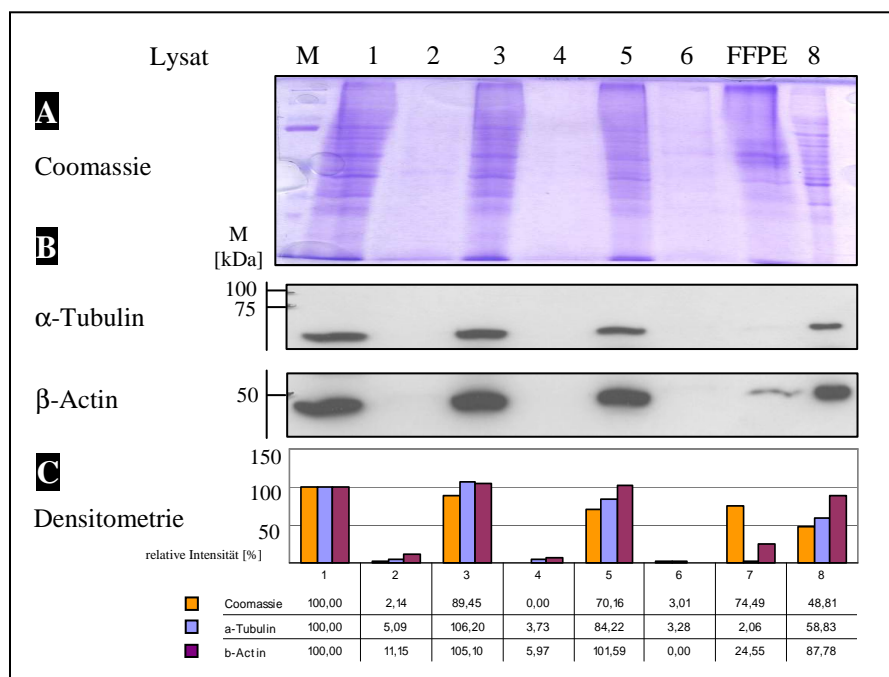 Lysat M 1 2 3 4 5 6 FFPE 8
A
Coomassie
B
M
[kDa]
α-Tubulin
100
75
β-Actin
50
C
Densitometrie
relative Intensität [%]
150
100
50
1 2 3 4 5 6 7 8
Coomassie 100,00 2,14 89,45 0,00 70,16 3,01 74,49 48,81
a-Tubulin 100,00 5,09 106,20 3,73 84,22 3,28 2,06 58,83
b-Actin 100,00 11,15 105,10 5,97 101,59 0,00 24,55 87,78